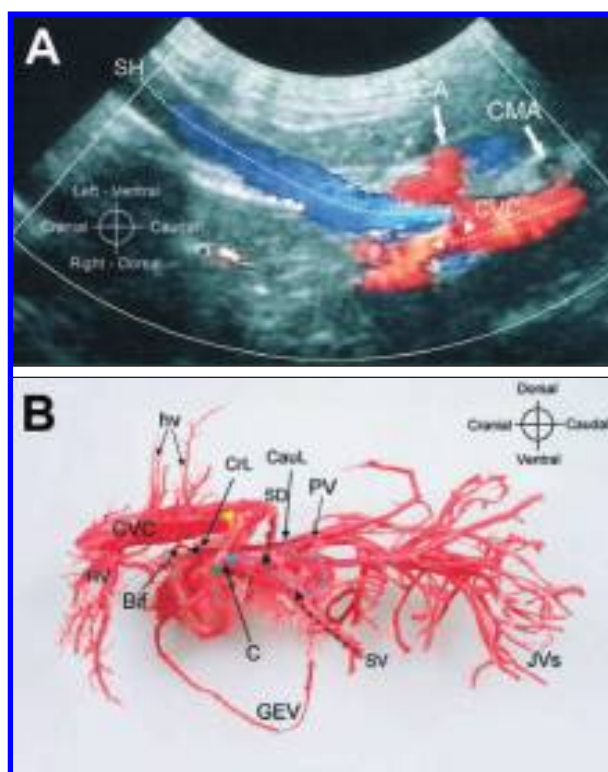 A
SH
CA
CMA
CVC
Left - Ventral
Cranial Caudal
Right - Dorsal
B
Dorsal
Cranial Caudal
Ventral
hv
CrL
CauL
SD
PV
CVC
HV
Bif
C
SV
JVs
GEV